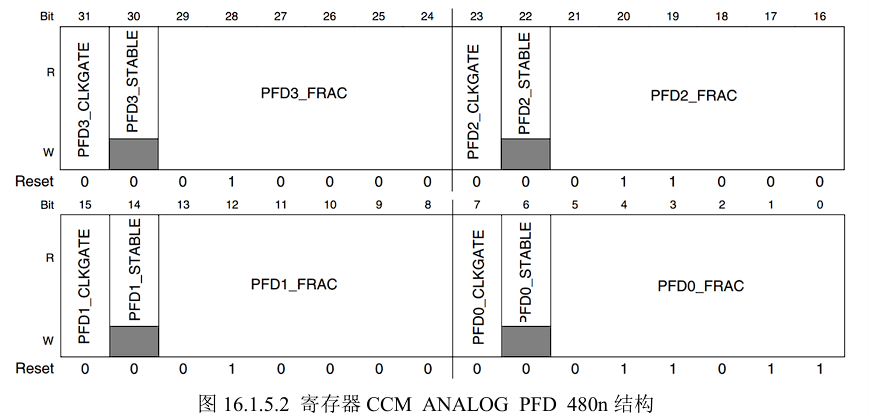 Bit 31 30 29 28 27 26 25 24 23 22 21 20 19 18 17 16
R
W
PFD3_CLKGATE
PFD3_STABLE
PFD3_FRAC
PFD2_CLKGATE
PFD2_STABLE
PFD2_FRAC
Reset 0 0 0 1 0 0 0 0 0 0 0 1 1 0 0 0
Bit 15 14 13 12 11 10 9 8 7 6 5 4 3 2 1 0
R
W
PFD1_CLKGATE
PFD1_STABLE
PFD1_FRAC
PFD0_CLKGATE
PFD0_STABLE
PFD0_FRAC
Reset 0 0 0 1 0 0 0 0 0 0 0 1 1 0 1 1
图 16.1.5.2 寄存器 CCM_ANALOG_PFD_480n 结构